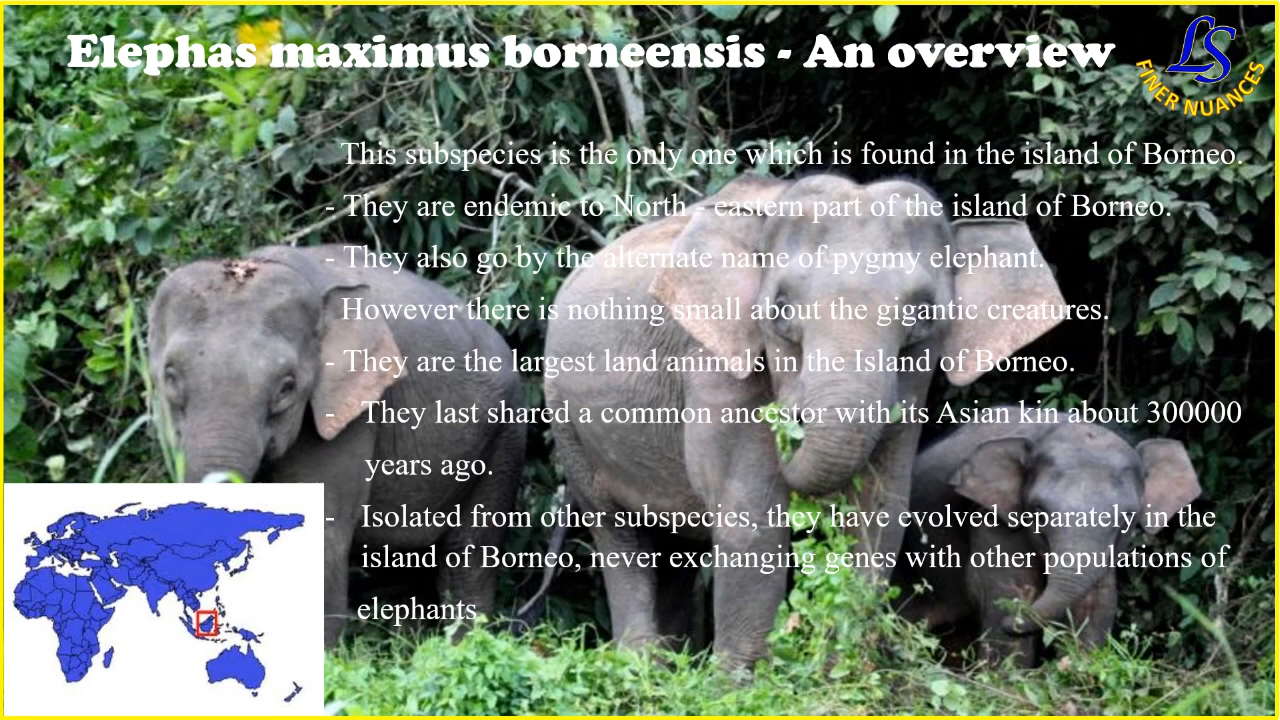 Elephas maximus borneensis - An overview
LS
FINER NUANCES
This subspecies is the only one which is found in the island of Borneo.
- They are endemic to North - eastern part of the island of Borneo.
- They also go by the alternate name of pygmy elephant.
However there is nothing small about the gigantic creatures.
- They are the largest land animals in the Island of Borneo.
- They last shared a common ancestor with its Asian kin about 300000
years ago.
- Isolated from other subspecies, they have evolved separately in the
island of Borneo, never exchanging genes with other populations of
elephants